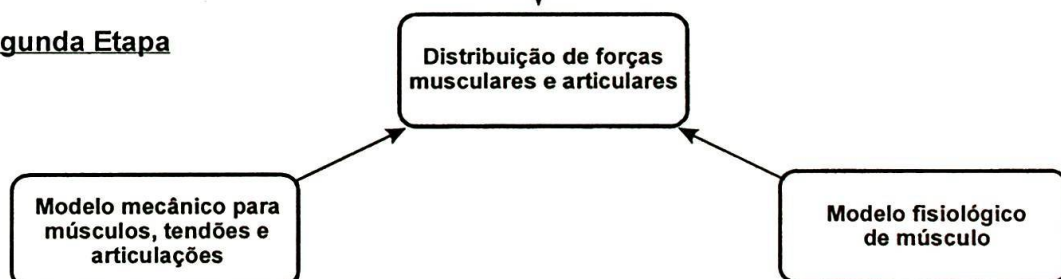 gunda Etapa
Distribuição de forças
musculares e articulares
Modelo mecânico para
músculos, tendões e
articulações
Modelo fisiológico
de músculo